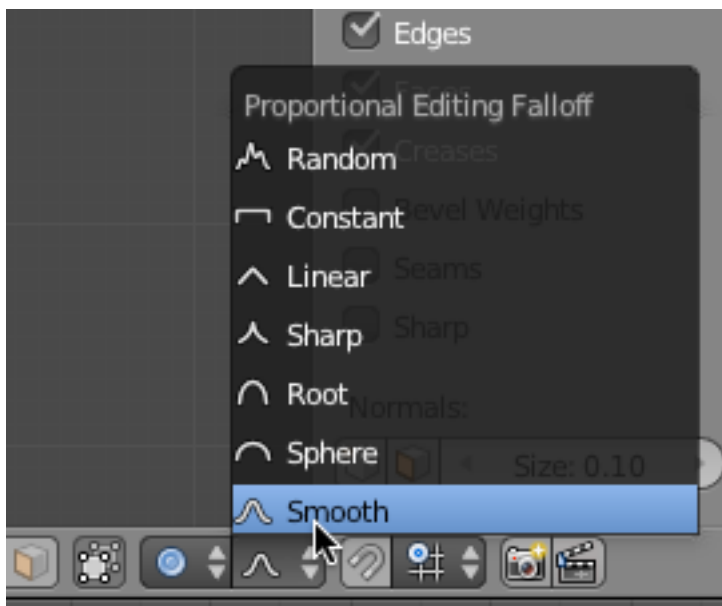 Edges
Proportional Editing Falloff
Faces
Random
Creases
Constant
Bevel Weights
Linear
Seams
Sharp
Sharp
Root
Normals:
Sphere
Size: 0.10
Smooth